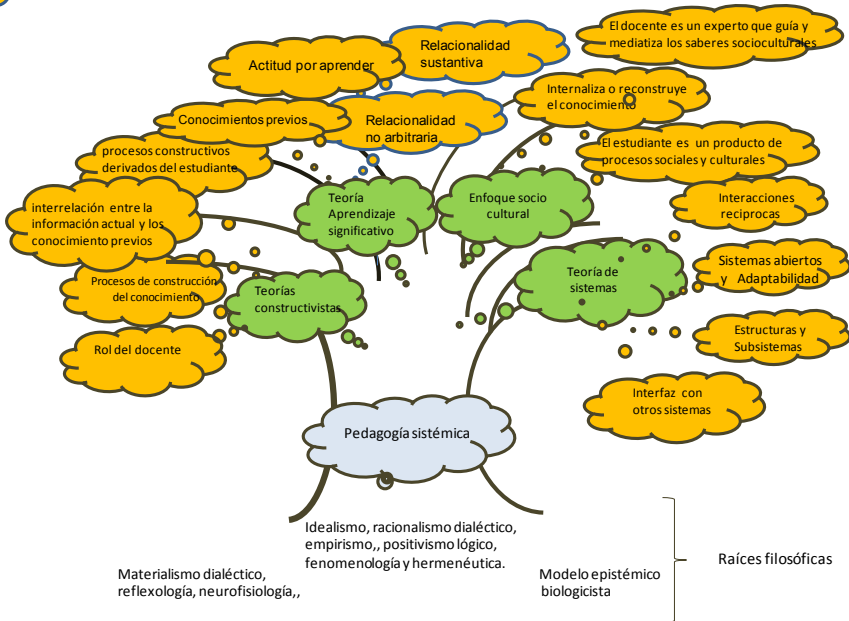 El docente es un experto que guía y
mediatiza los saberes socioculturales
Relacionalidad
sustantiva
Actitud por aprender
Internaliza o reconstruye
el conocimiento
Conocimientos previos
Relacionalidad
no arbitraria
El estudiante es un producto de
procesos sociales y culturales
procesos constructivos
derivados del estudiante
Teoría
Aprendizaje
significativo
Enfoque socio
cultural
Interacciones
reciprocas
interrelación entre la
información actual y los
conocimiento previos
Teoría de
sistemas
Sistemas abiertos
y Adaptabilidad
Procesos de construcción
del conocimiento
Teorías
constructivistas
Estructuras y
Subsistemas
Rol del docente
Interfaz con
otros sistemas
Pedagogía sistémica
Idealismo, racionalismo dialéctico,
empirismo,, positivismo lógico,
fenomenología y hermenéutica.
Materialismo dialéctico,
reflexología, neurofisiología,,
Modelo epistémico
biologicista
Raíces filosóficas